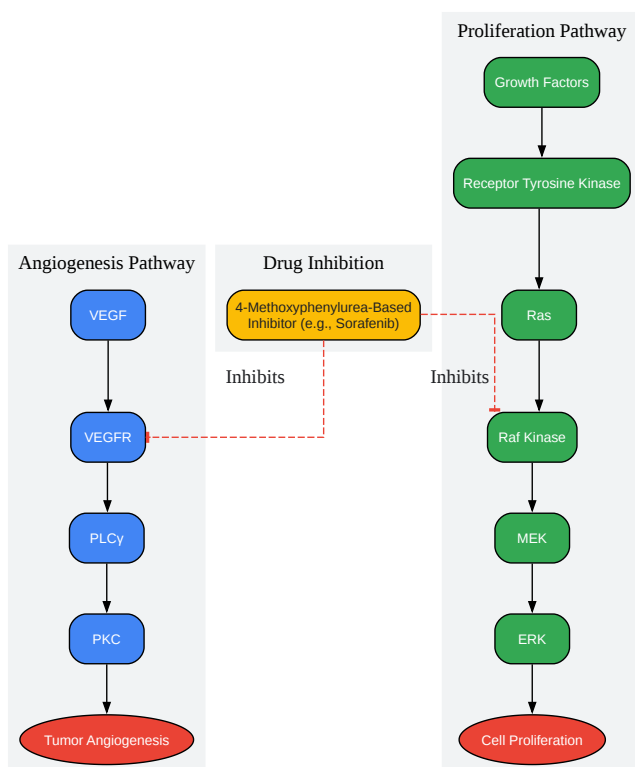 Proliferation Pathway
Growth Factors
Receptor Tyrosine Kinase
Angiogenesis Pathway
Drug Inhibition
VEGF
4-Methoxyphenylurea-Based
Inhibitor (e.g., Sorafenib)
Ras
Inhibits
Inhibits
VEGFR
Raf Kinase
PLCγ
MEK
PKC
ERK
Tumor Angiogenesis
Cell Proliferation